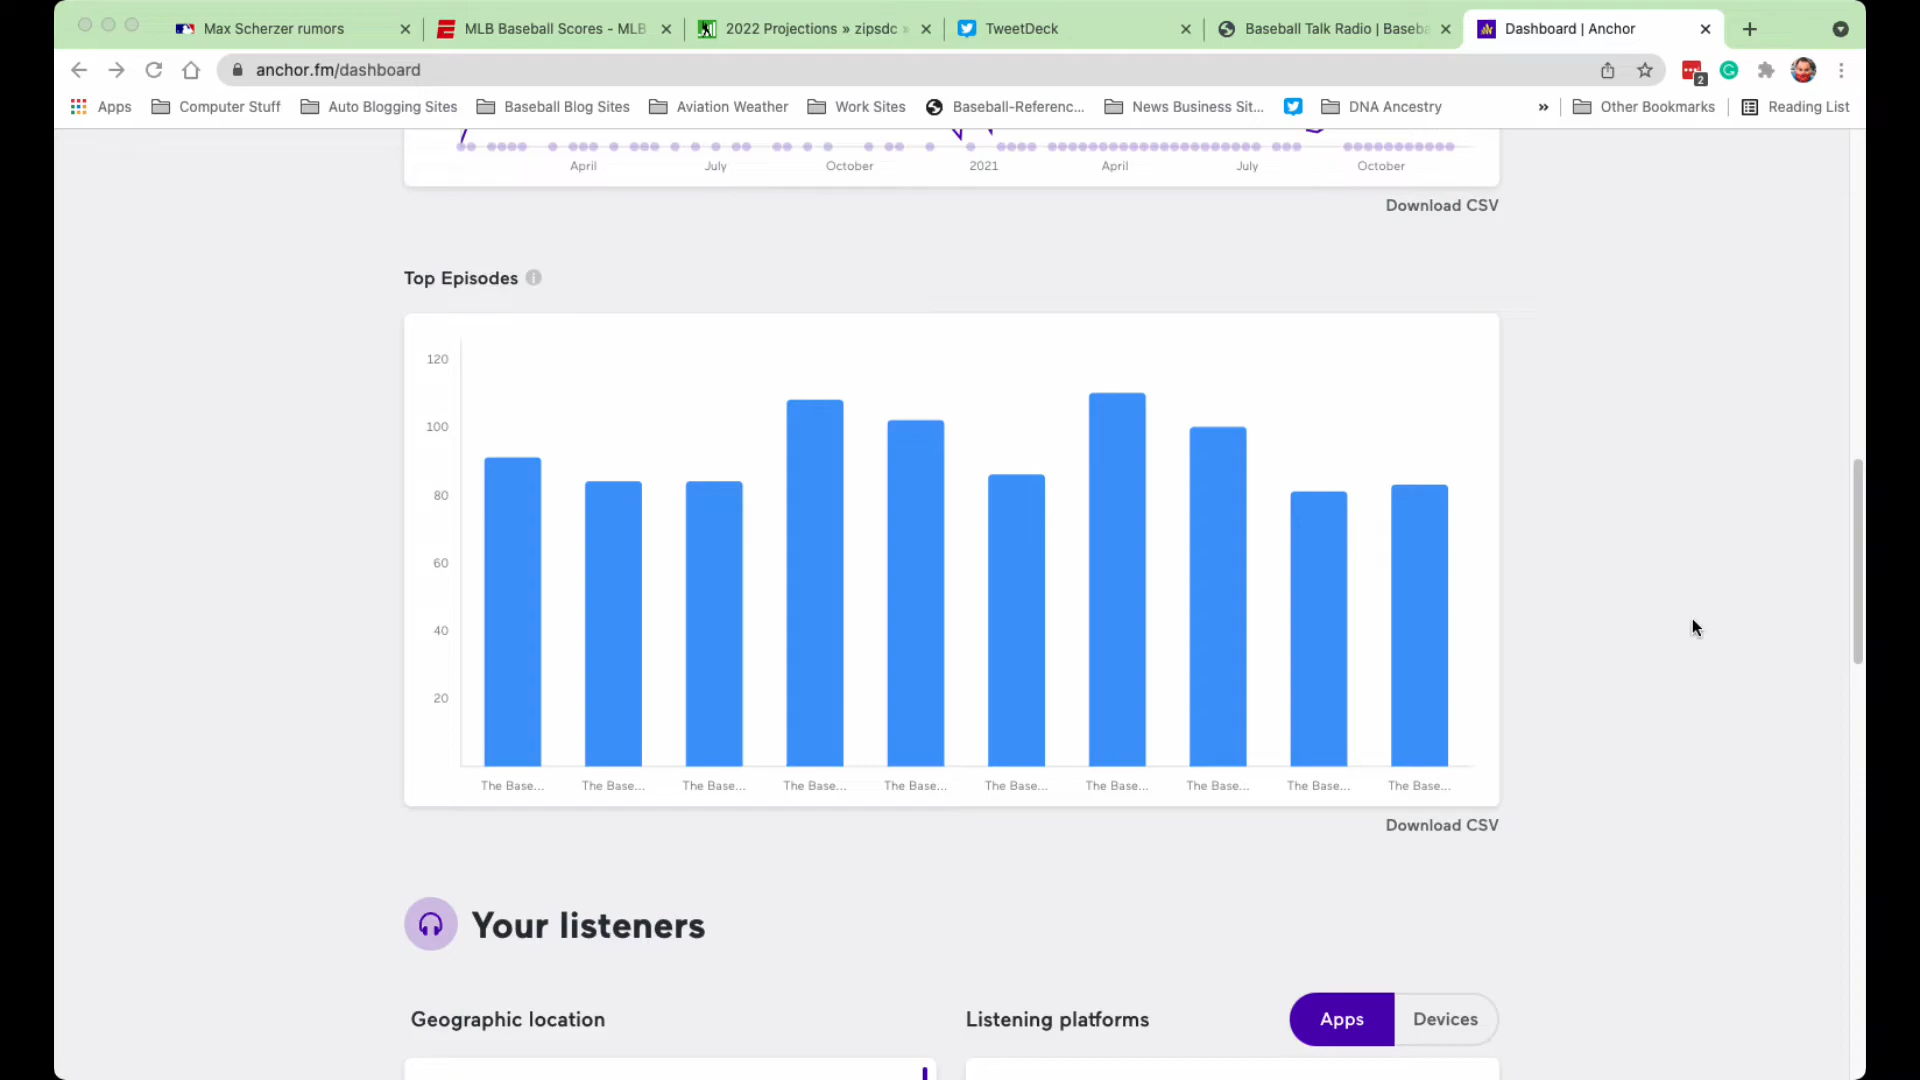 Max Scherzer rumors
MLB Baseball Scores - MLB
2022 Projections » zipsdc »
TweetDeck
Baseball Talk Radio | Baseba
Dashboard | Anchor
anchor.fm/dashboard
2
Apps
Computer Stuff
Auto Blogging Sites
Baseball Blog Sites
Aviation Weather
Work Sites
Baseball-Referenc...
News Business Sit...
DNA Ancestry
»
Other Bookmarks
Reading List
April July October 2021 April July October
Download CSV
Top Episodes
120
100
80
60
40
20
The Base... The Base... The Base... The Base... The Base... The Base... The Base... The Base... The Base... The Base...
Download CSV
Your listeners
Geographic location
Listening platforms
Apps
Devices